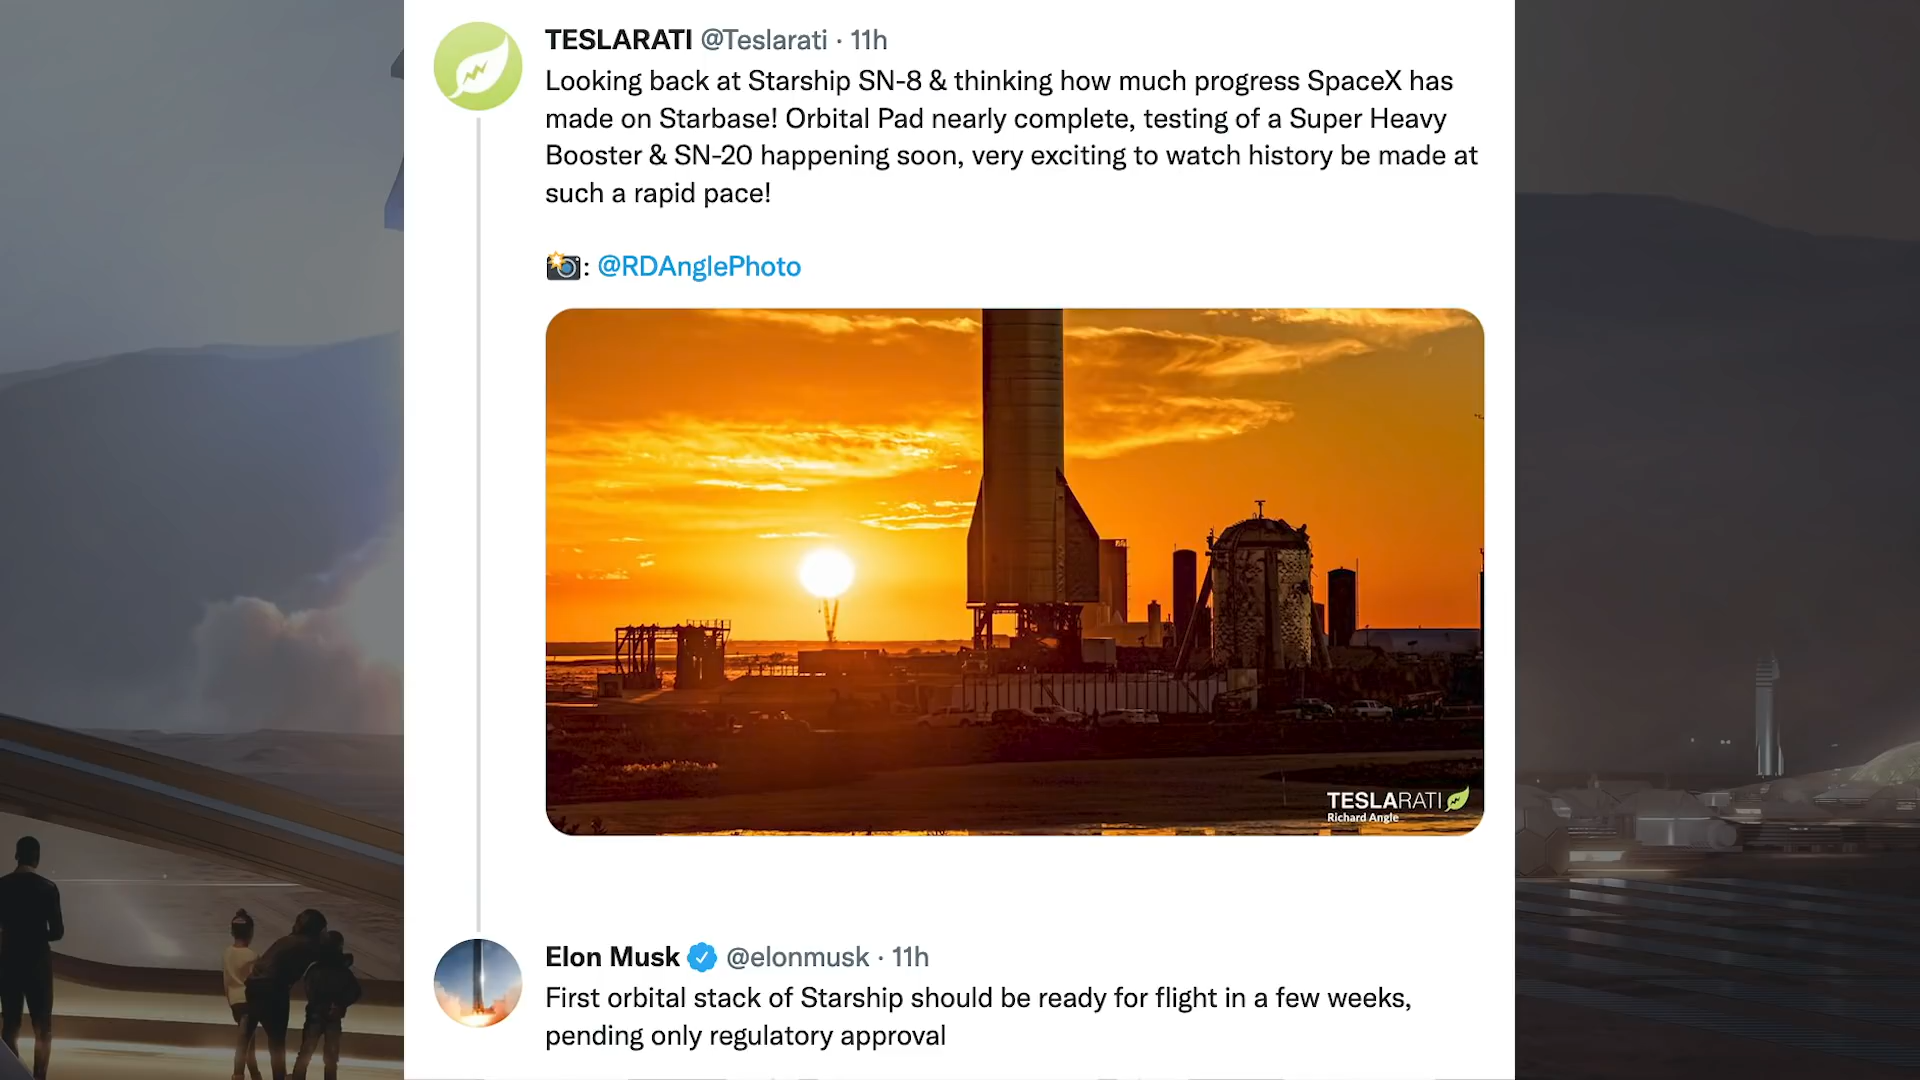 TESLARATI @Teslarati · 11h
Looking back at Starship SN-8 & thinking how much progress SpaceX has
made on Starbase! Orbital Pad nearly complete, testing of a Super Heavy
Booster & SN-20 happening soon, very exciting to watch history be made at
such a rapid pace!
📸: @RDAnglePhoto
TESLARATI
Richard Angle
Elon Musk @elonmusk · 11h
First orbital stack of Starship should be ready for flight in a few weeks,
pending only regulatory approval